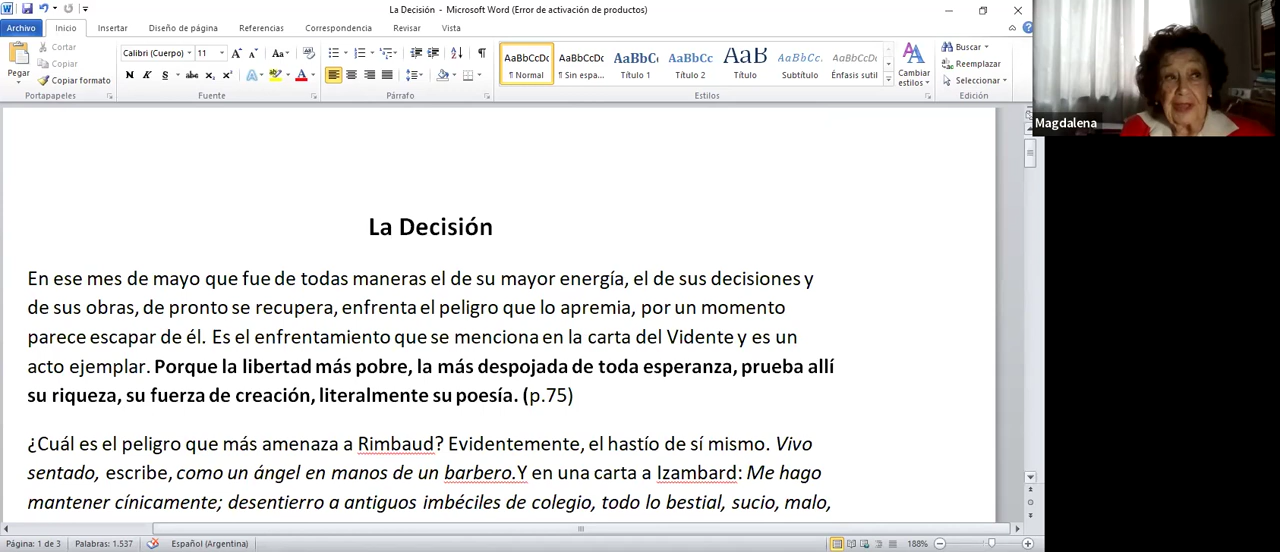 La Decisión - Microsoft Word (Error de activación de productos)
Archivo Inicio Insertar Diseño de página Referencias Correspondencia Revisar Vista
Pegar
Cortar
Copiar
Copiar formato
Portapapeles
Calibri (Cuerpo) 11
N K S abc x₂ x²
Fuente
Párrafo
AaBbCcDc AaBbCcDc AaBbC AaBbCc AaB AaBbCc. AaBbCcDc
¶ Normal ¶ Sin espa... Título 1 Título 2 Título Subtítulo Énfasis sutil
Cambiar estilos
Estilos
Buscar
Reemplazar
Seleccionar
Edición
Magdalena
La Decisión
En ese mes de mayo que fue de todas maneras el de su mayor energía, el de sus decisiones y
de sus obras, de pronto se recupera, enfrenta el peligro que lo apremia, por un momento
parece escapar de él. Es el enfrentamiento que se menciona en la carta del Vidente y es un
acto ejemplar. Porque la libertad más pobre, la más despojada de toda esperanza, prueba allí
su riqueza, su fuerza de creación, literalmente su poesía. (p.75)
¿Cuál es el peligro que más amenaza a Rimbaud? Evidentemente, el hastío de sí mismo. Vivo
sentado, escribe, como un ángel en manos de un barbero.Y en una carta a Izambard: Me hago
mantener cínicamente; desentierro a antiguos imbéciles de colegio, todo lo bestial, sucio, malo,
Página: 1 de 3 Palabras: 1.537 Español (Argentina) 188%